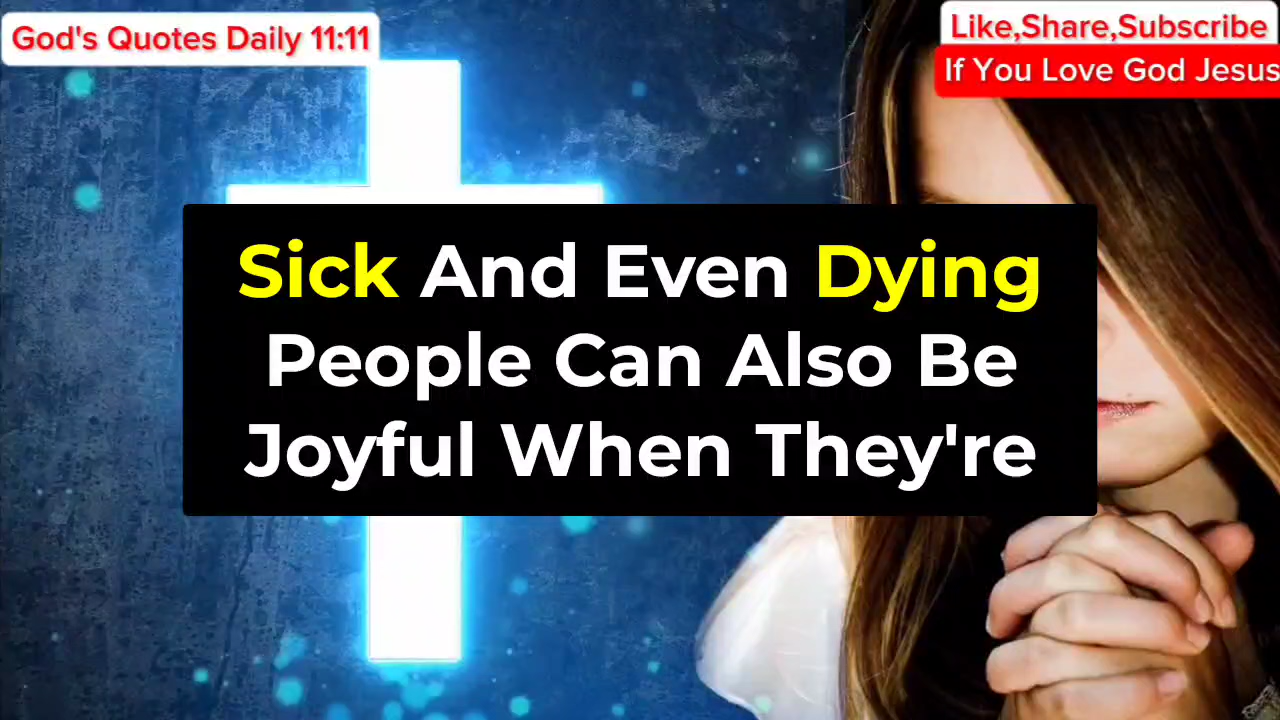 God's Quotes Daily 11:11
Like,Share,Subscribe
If You Love God Jesus
Sick And Even Dying
People Can Also Be
Joyful When They're